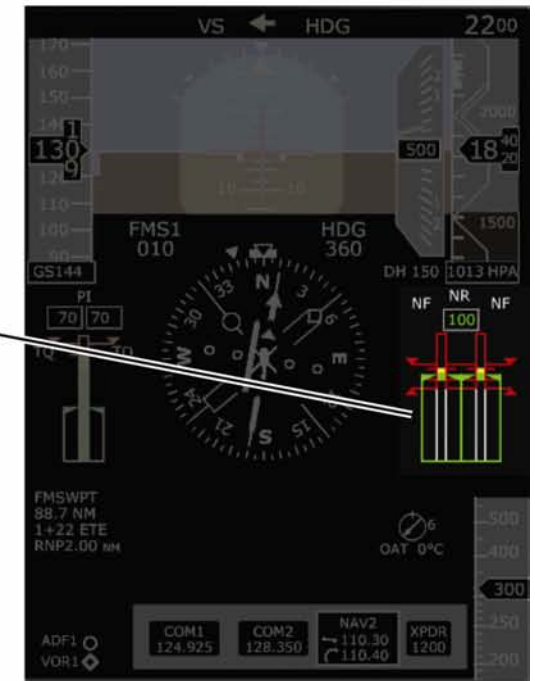 VS HDG 2200
170
160
150
130
1
9
110
100
2000
500
18
40
20
1500
10 10
FMS1
010
HDG
360
GS144
DH 150
1013 HPA
PI
70 70
TQ TQ
N
3
6
E
15
S
21
24
W
30
33
NF NR NF
100
FMSWPT
88.7 NM
1+22 ETE
RNP2.00 NM
6
OAT 0°C
500
400
300
250
200
ADF1
VOR1
COM1
124.925
COM2
128.350
NAV2
110.30
110.40
XPDR
1200